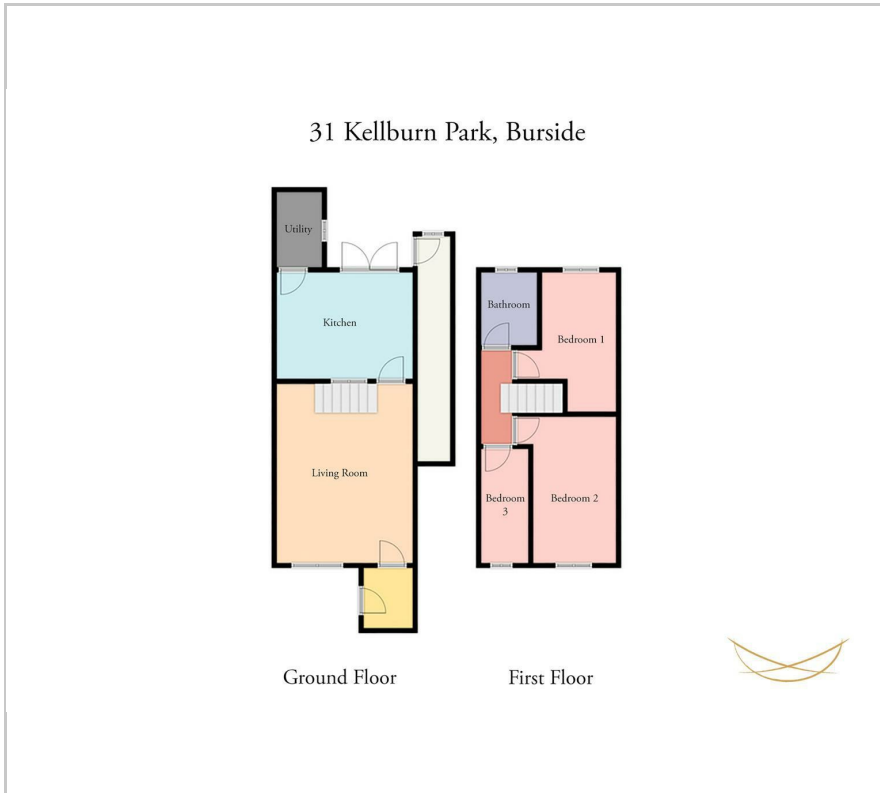 31 Kellburn Park, Burside
Utility
Kitchen
Living Room
Bathroom
Bedroom 1
Bedroom 2
Bedroom
3
Ground Floor
First Floor